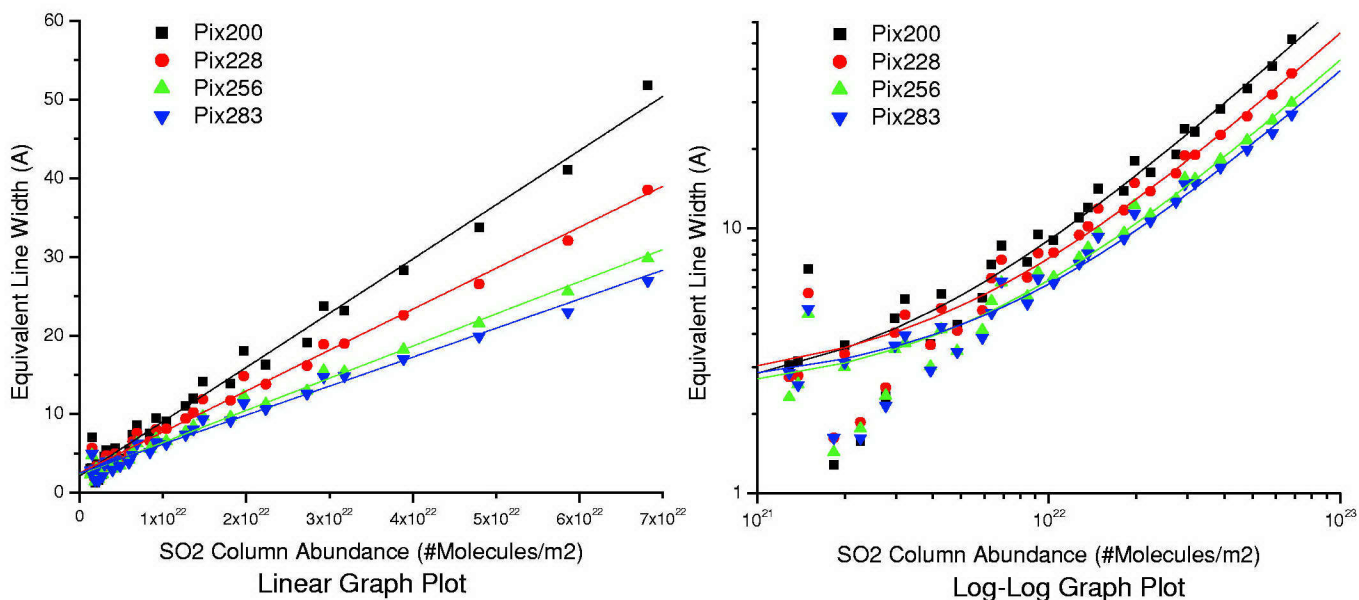 60
50
40
30
20
10
0
Equivalent Line Width (A)
Pix200
Pix228
Pix256
Pix283
0 1x10²² 2x10²² 3x10²² 4x10²² 5x10²² 6x10²² 7x10²²
SO2 Column Abundance (#Molecules/m2)
Linear Graph Plot
10
1
Equivalent Line Width (A)
Pix200
Pix228
Pix256
Pix283
10²¹ 10²² 10²³
SO2 Column Abundance (#Molecules/m2)
Log-Log Graph Plot